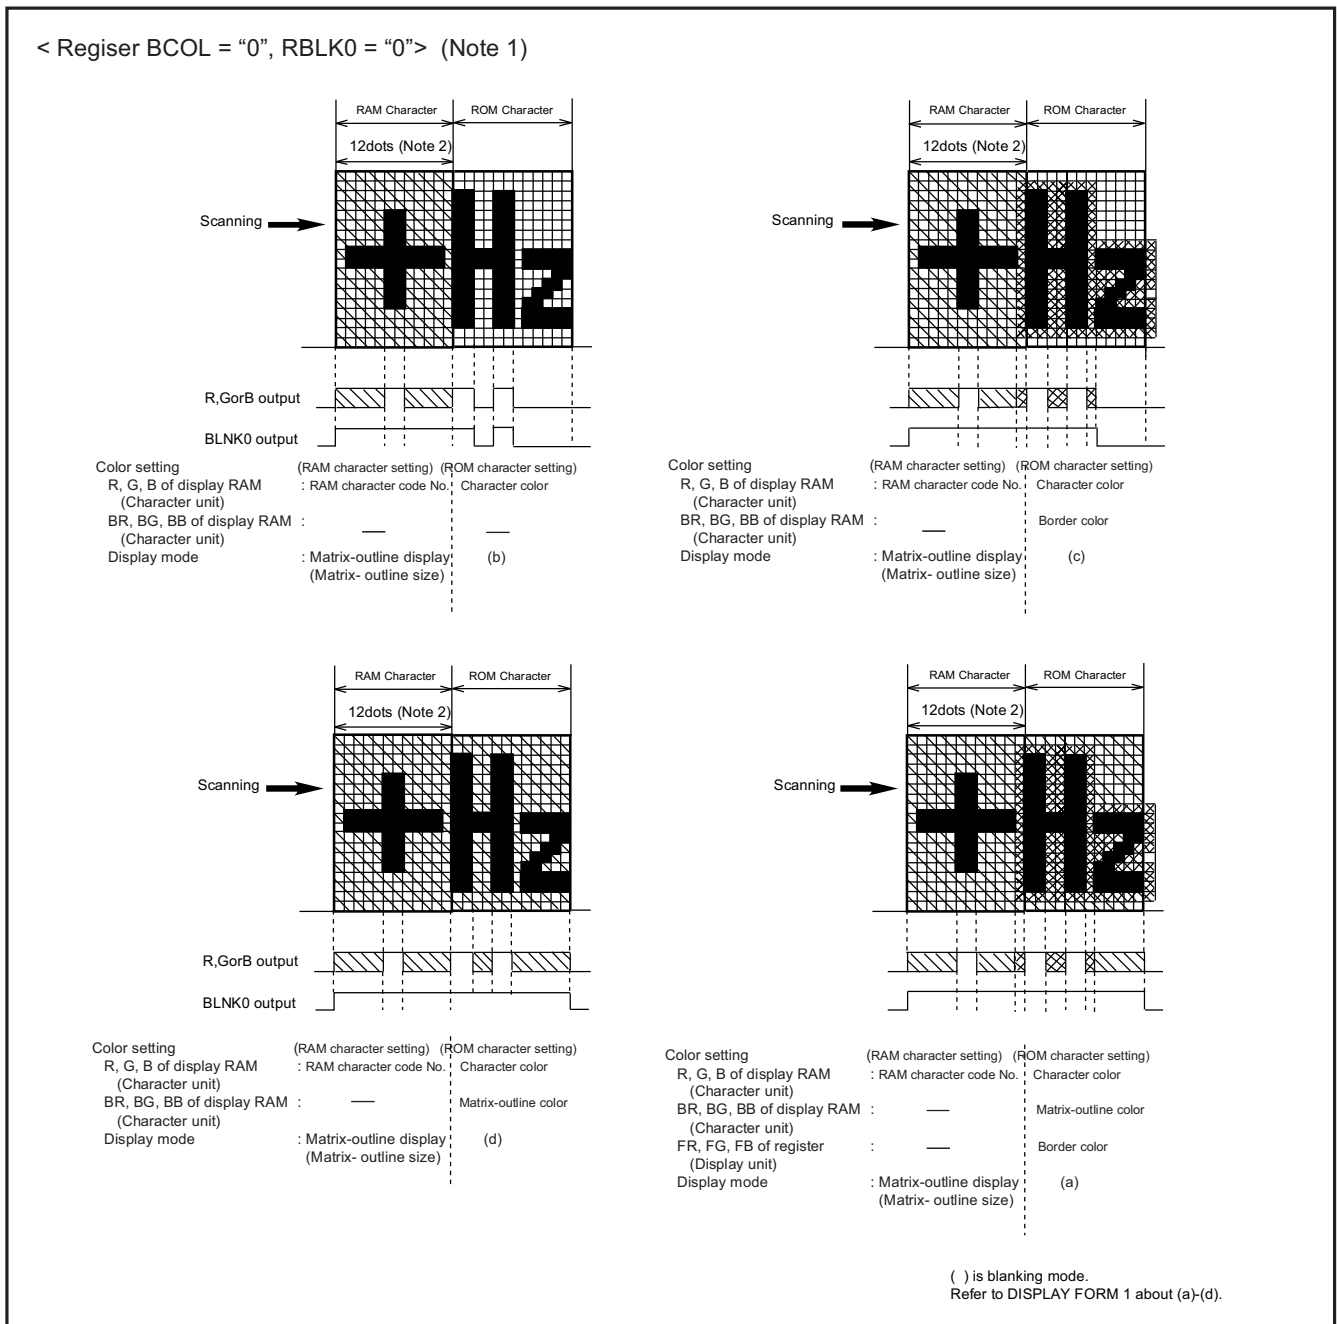 < Regiser BCOL = “0”, RBLK0 = “0”> (Note 1)
RAM Character ROM Character
12dots (Note 2)
Scanning
R,GorB output
BLNK0 output
Color setting (RAM character setting) (ROM character setting)
R, G, B of display RAM : RAM character code No. Character color
(Character unit)
BR, BG, BB of display RAM : — —
(Character unit)
Display mode : Matrix-outline display (b)
(Matrix- outline size)
RAM Character ROM Character
12dots (Note 2)
Scanning
R,GorB output
BLNK0 output
Color setting (RAM character setting) (ROM character setting)
R, G, B of display RAM : RAM character code No. Character color
(Character unit)
BR, BG, BB of display RAM : — Border color
(Character unit)
Display mode : Matrix-outline display (c)
(Matrix- outline size)
RAM Character ROM Character
12dots (Note 2)
Scanning
R,GorB output
BLNK0 output
Color setting (RAM character setting) (ROM character setting)
R, G, B of display RAM : RAM character code No. Character color
(Character unit)
BR, BG, BB of display RAM : — Matrix-outline color
(Character unit)
Display mode : Matrix-outline display (d)
(Matrix- outline size)
RAM Character ROM Character
12dots (Note 2)
Scanning
R,GorB output
BLNK0 output
Color setting (RAM character setting) (ROM character setting)
R, G, B of display RAM : RAM character code No. Character color
(Character unit)
BR, BG, BB of display RAM : — Matrix-outline color
(Character unit)
FR, FG, FB of register : — Border color
(Display unit)
Display mode : Matrix-outline display (a)
(Matrix- outline size)
( ) is blanking mode.
Refer to DISPLAY FORM 1 about (a)-(d).